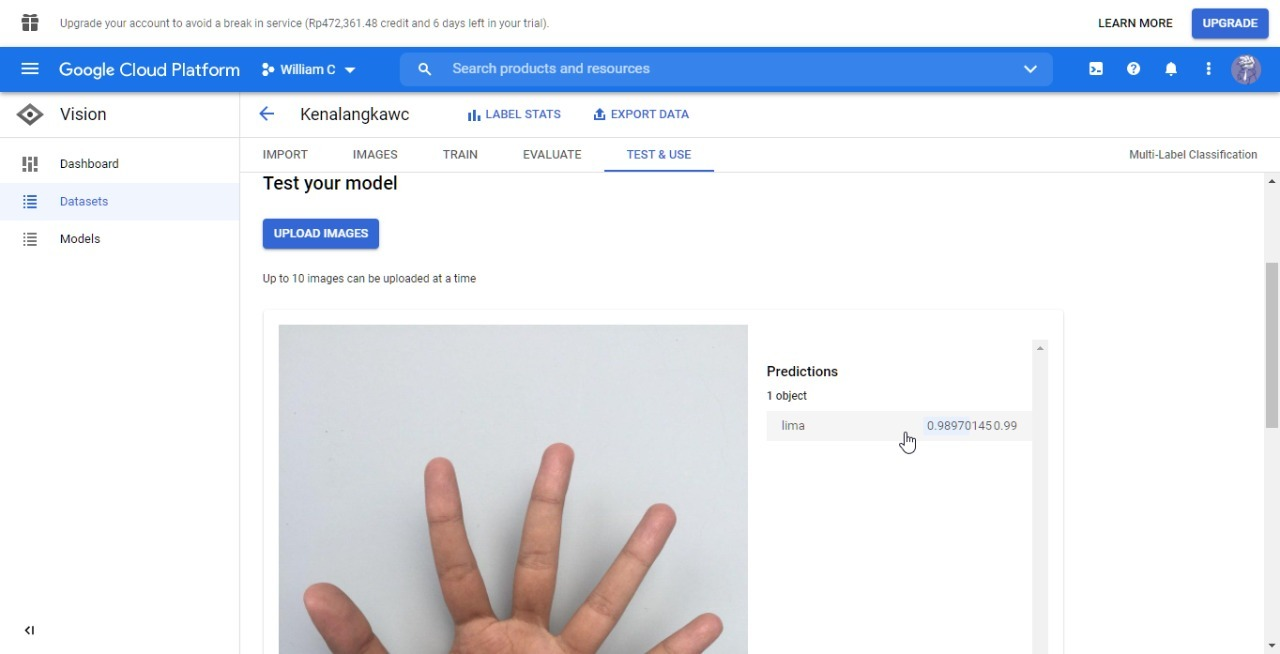 Upgrade your account to avoid a break in service (Rp472,361.48 credit and 6 days left in your trial).
LEARN MORE
UPGRADE
Google Cloud Platform
William C
Search products and resources
Vision
Kenalangkawc
LABEL STATS
EXPORT DATA
IMPORT
IMAGES
TRAIN
EVALUATE
TEST & USE
Multi-Label Classification
Dashboard
Datasets
Models
Test your model
UPLOAD IMAGES
Up to 10 images can be uploaded at a time
Predictions
1 object
lima 0.98970145 0.99